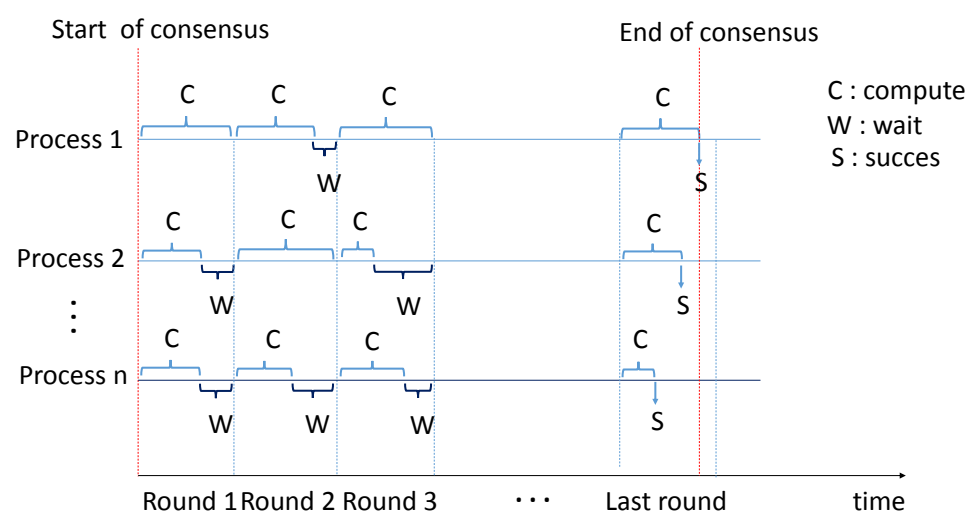 Start of consensus
End of consensus
C C C C
C : compute
Process 1
W : wait
W
S
S : succes
C C C C
Process 2
W W
S
⋮
C C C C
Process n
W W W
S
Round 1 Round 2 Round 3 ... Last round time